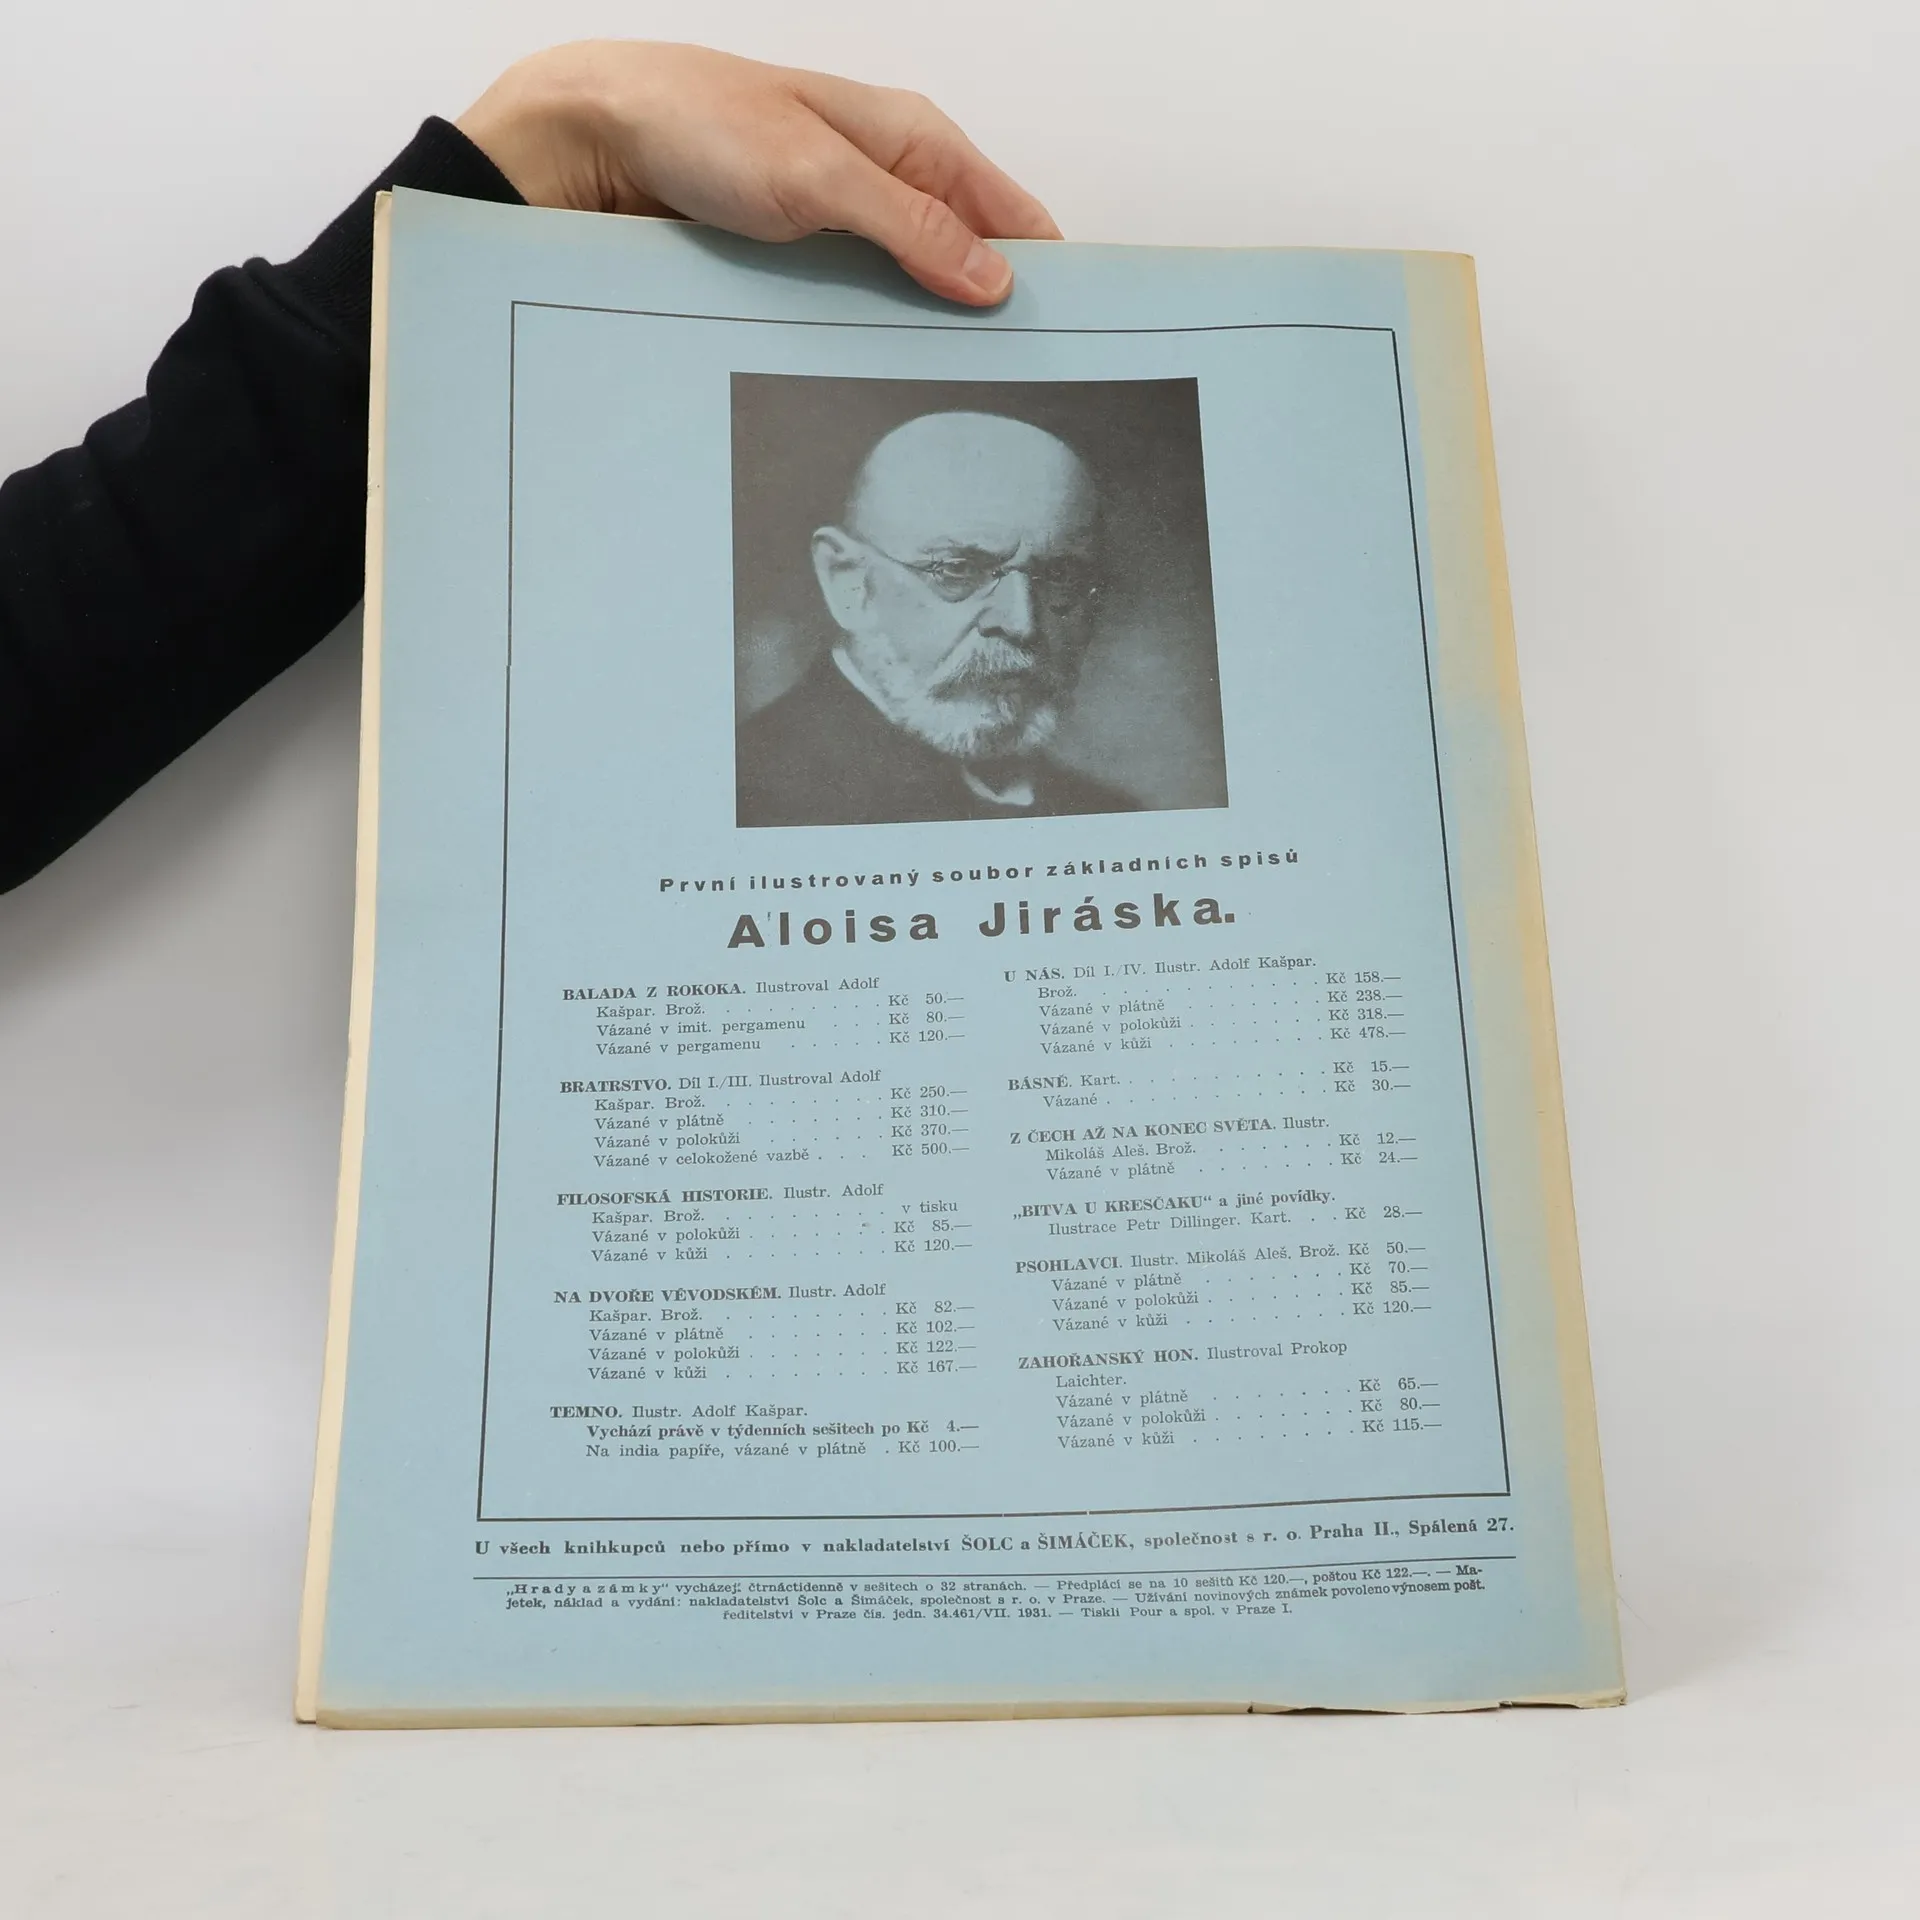 První ilustrovaný soubor základních spisů
Aloisa Jiráska.
BALADA Z ROKOKA. Ilustroval Adolf
Kašpar. Brož. . . . . . . . . Kč 50.—
Vázané v imit. pergamenu . . . Kč 80.—
Vázané v pergamenu . . . . . Kč 120.—
BRATRSTVO. Díl I./III. Ilustroval Adolf
Kašpar. Brož. . . . . . . . . Kč 250.—
Vázané v plátně . . . . . . . Kč 310.—
Vázané v polokůži . . . . . . Kč 370.—
Vázané v celokožené vazbě . . . Kč 500.—
FILOSOFSKÁ HISTORIE. Ilustr. Adolf
Kašpar. Brož. . . . . . . . . v tisku
Vázané v polokůži . . . . . . . Kč 85.—
Vázané v kůži . . . . . . . . Kč 120.—
NA DVOŘE VÉVODSKÉM. Ilustr. Adolf
Kašpar. Brož. . . . . . . . . Kč 82.—
Vázané v plátně . . . . . . . Kč 102.—
Vázané v polokůži . . . . . . . Kč 122.—
Vázané v kůži . . . . . . . . Kč 167.—
TEMNO. Ilustr. Adolf Kašpar.
Vychází právě v týdenních sešitech po Kč 4.—
Na india papíře, vázané v plátně . Kč 100.—
U NÁS. Díl I./IV. Ilustr. Adolf Kašpar.
Brož. . . . . . . . . . . . Kč 158.—
Vázané v plátně . . . . . . . Kč 238.—
Vázané v polokůži . . . . . . . Kč 318.—
Vázané v kůži . . . . . . . . Kč 478.—
BÁSNĚ. Kart. . . . . . . . . . . Kč 15.—
Vázané . . . . . . . . . . . Kč 30.—
Z ČECH AŽ NA KONEC SVĚTA. Ilustr.
Mikoláš Aleš. Brož. . . . . . . Kč 12.—
Vázané v plátně . . . . . . . Kč 24.—
„BITVA U KRESČAKU“ a jiné povídky.
Ilustrace Petr Dillinger. Kart. . . Kč 28.—
PSOHLAVCI. Ilustr. Mikoláš Aleš. Brož. Kč 50.—
Vázané v plátně . . . . . . . Kč 70.—
Vázané v polokůži . . . . . . . Kč 85.—
Vázané v kůži . . . . . . . . Kč 120.—
ZAHOŘANSKÝ HON. Ilustroval Prokop
Laichter.
Vázané v plátně . . . . . . . Kč 65.—
Vázané v polokůži . . . . . . . Kč 80.—
Vázané v kůži . . . . . . . . Kč 115.—
U všech knihkupců nebo přímo v nakladatelství ŠOLC a ŠIMÁČEK, společnost s r. o. Praha II., Spálená 27.
„Hrady a zámky“ vycházejí čtrnáctidenně v sešitech o 32 stranách. — Předplácí se na 10 sešitů Kč 120.—, poštou Kč 122.—. — Ma-
jetek, náklad a vydání: nakladatelství Šolc a Šimáček, společnost s r. o. v Praze. — Užívání novinových známek povoleno výnosem pošt.
ředitelství v Praze čís. jedn. 34.461/VII. 1931. — Tiskli Pour a spol. v Praze I.